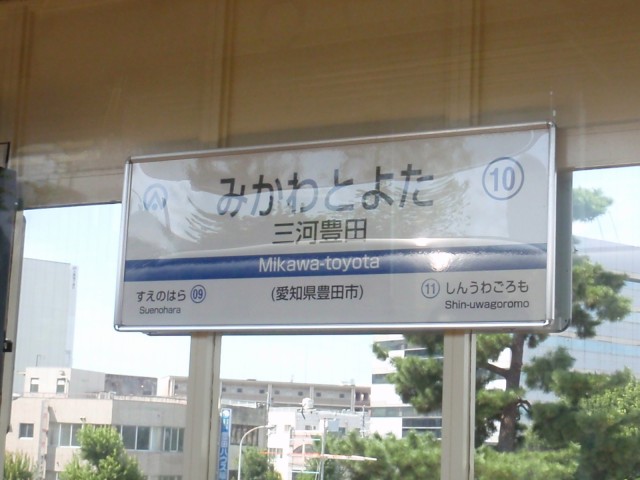 みかわとよた
10
三河豊田
Mikawa-toyota
すえのはら 09
Suenohara
(愛知県豊田市)
11 しんうわごろも
Shin-uwagoromo